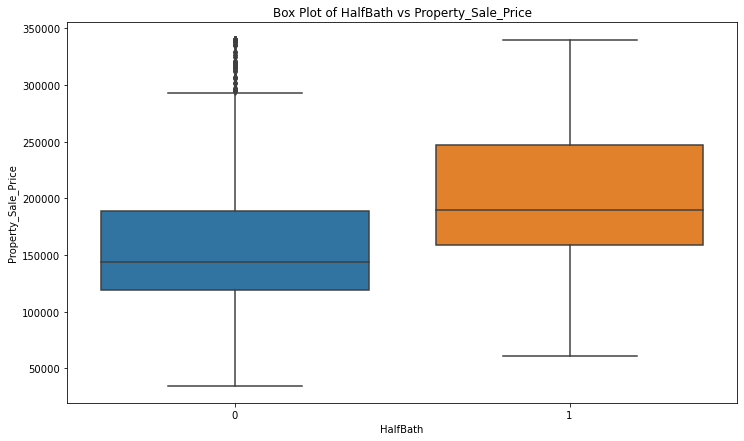 Box Plot of HalfBath vs Property_Sale_Price
350000
300000
250000
200000
150000
100000
50000
Property_Sale_Price
0 1
HalfBath